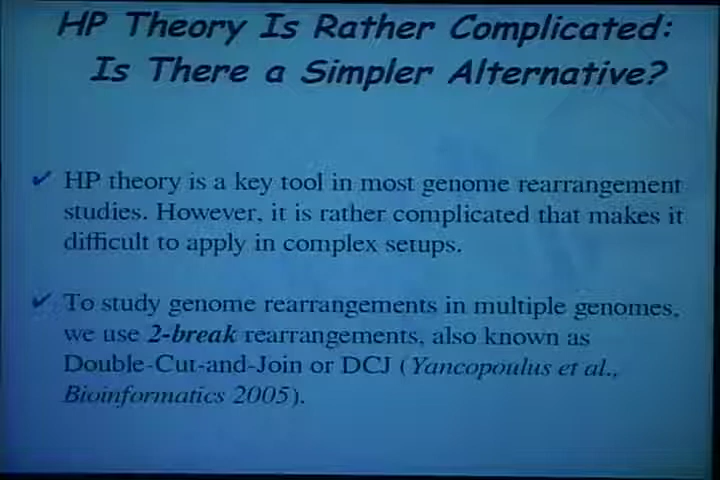 HP Theory Is Rather Complicated:
Is There a Simpler Alternative?
✔ HP theory is a key tool in most genome rearrangement
studies. However, it is rather complicated that makes it
difficult to apply in complex setups.
✔ To study genome rearrangements in multiple genomes,
we use 2-break rearrangements, also known as
Double-Cut-and-Join or DCJ (Yancopoulus et al.,
Bioinformatics 2005).